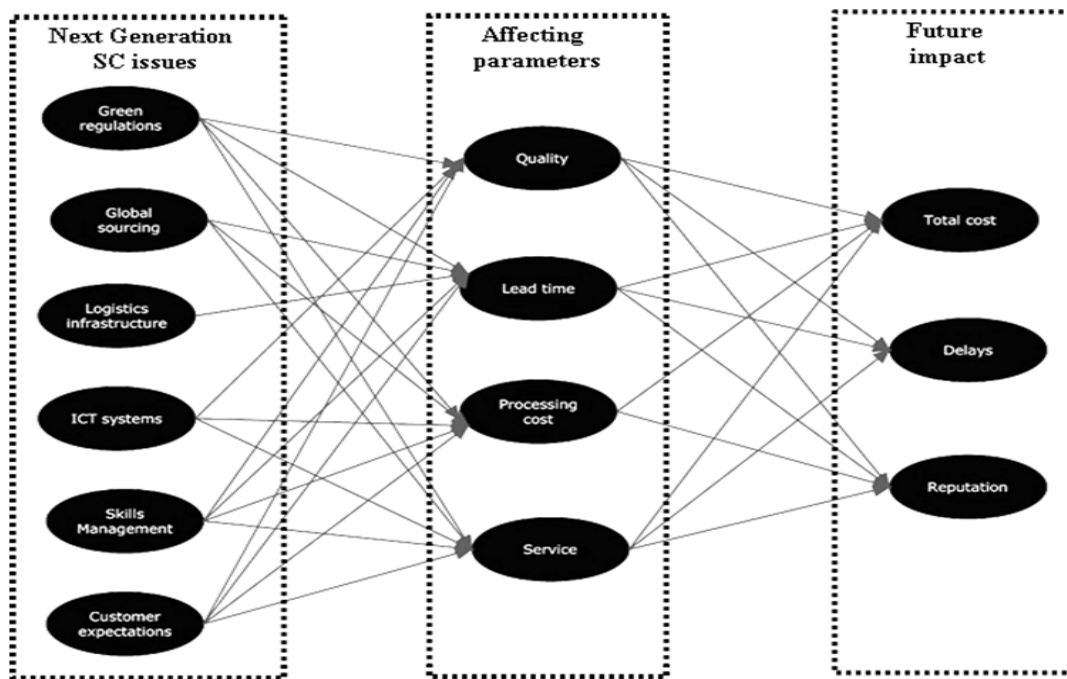 Next Generation
SC issues
Green
regulations
Global
sourcing
Logistics
infrastructure
ICT systems
Skills
Management
Customer
expectations
Affecting
parameters
Quality
Lead time
Processing
cost
Service
Future
impact
Total cost
Delays
Reputation